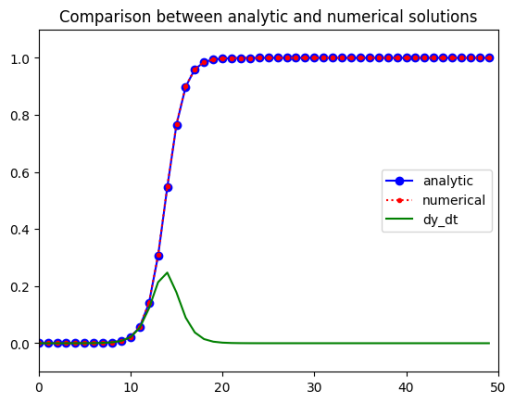 Comparison between analytic and numerical solutions
1.0
0.8
0.6
0.4
0.2
0.0
analytic
numerical
dy_dt
0 10 20 30 40 50